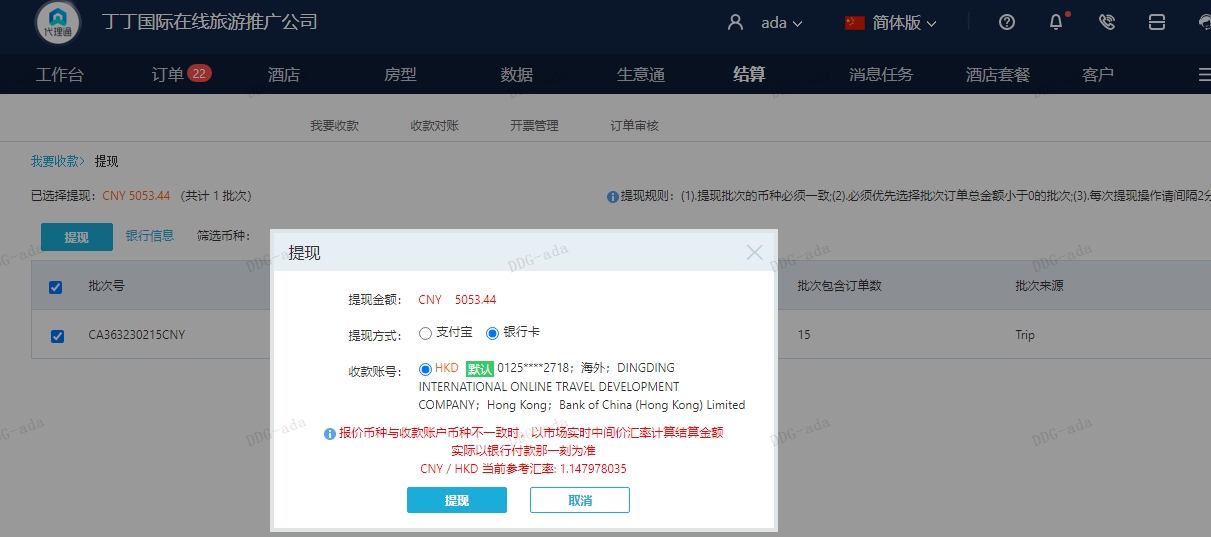 代理通
丁丁国际在线旅游推广公司
ada
简体版
工作台
订单 22
酒店
房型
数据
生意通
结算
消息任务
酒店套餐
客户
我要收款
收款对账
开票管理
订单审核
我要收款> 提现
已选择提现：CNY 5053.44 （共计 1 批次）
提现规则：(1).提现批次的币种必须一致;(2).必须优先选择批次订单总金额小于0的批次;(3).每次提现操作请间隔2分
提现
银行信息
筛选币种：
批次号
批次包含订单数
批次来源
CA363230215CNY
15
Trip
提现
提现金额：
CNY 5053.44
提现方式：
支付宝
银行卡
收款账号：
HKD 默认 0125****2718；海外；DINGDING
INTERNATIONAL ONLINE TRAVEL DEVELOPMENT
COMPANY；Hong Kong；Bank of China (Hong Kong) Limited
报价币种与收款账户币种不一致时，以市场实时中间价汇率计算结算金额
实际以银行付款那一刻为准
CNY / HKD 当前参考汇率: 1.147978035
提现
取消
DDG-ada
DDG-ada
DDG-ada
DDG-ada
DDG-ada
DDG-ada
DDG-ada